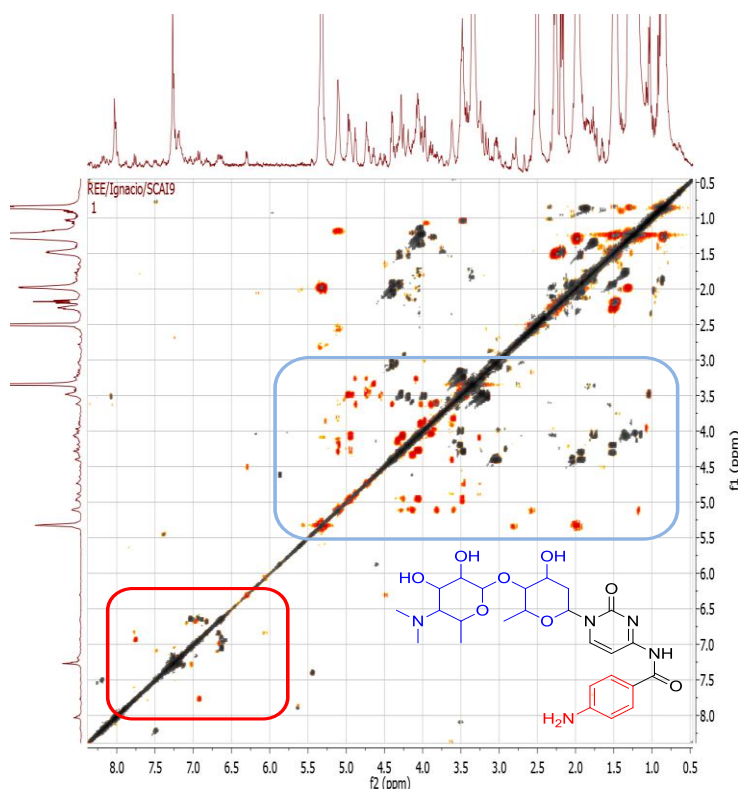 REE/Ignacio/SCAI9
1
0.5
1.0
1.5
2.0
2.5
3.0
3.5
4.0
4.5
5.0
5.5
6.0
6.5
7.0
7.5
8.0
f1 (ppm)
OH
OH
HO
O
O
O
N
O
N
N
NH
O
H₂N
8.0 7.5 7.0 6.5 6.0 5.5 5.0 4.5 4.0 3.5 3.0 2.5 2.0 1.5 1.0 0.5
f2 (ppm)